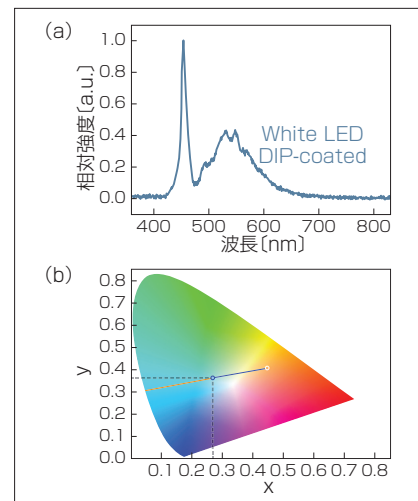 (a)
1.0
0.8
0.6
0.4
0.2
0.0
相対強度[a.u.]
White LED
DIP-coated
400 500 600 700 800
波長〔nm〕
(b)
0.8
0.7
0.6
0.5
0.4
0.3
0.2
0.1
0.0
y
0.1 0.2 0.3 0.4 0.5 0.6 0.7 0.8
x